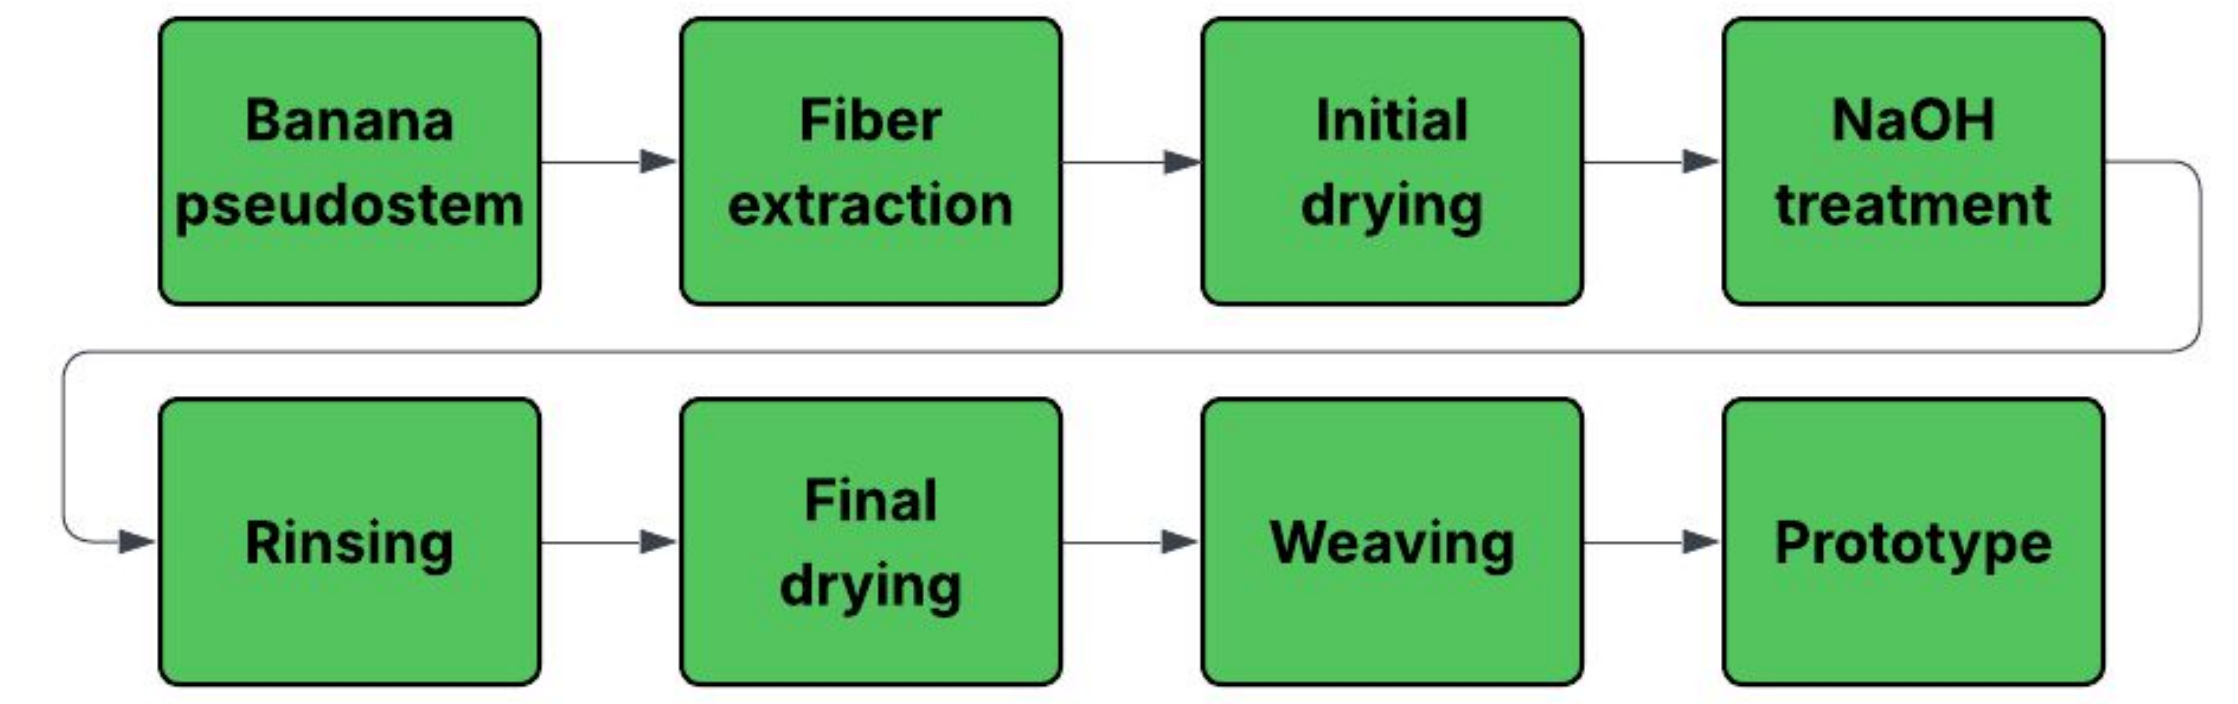 Banana
pseudostem
Fiber
extraction
Initial
drying
NaOH
treatment
Rinsing
Final
drying
Weaving
Prototype